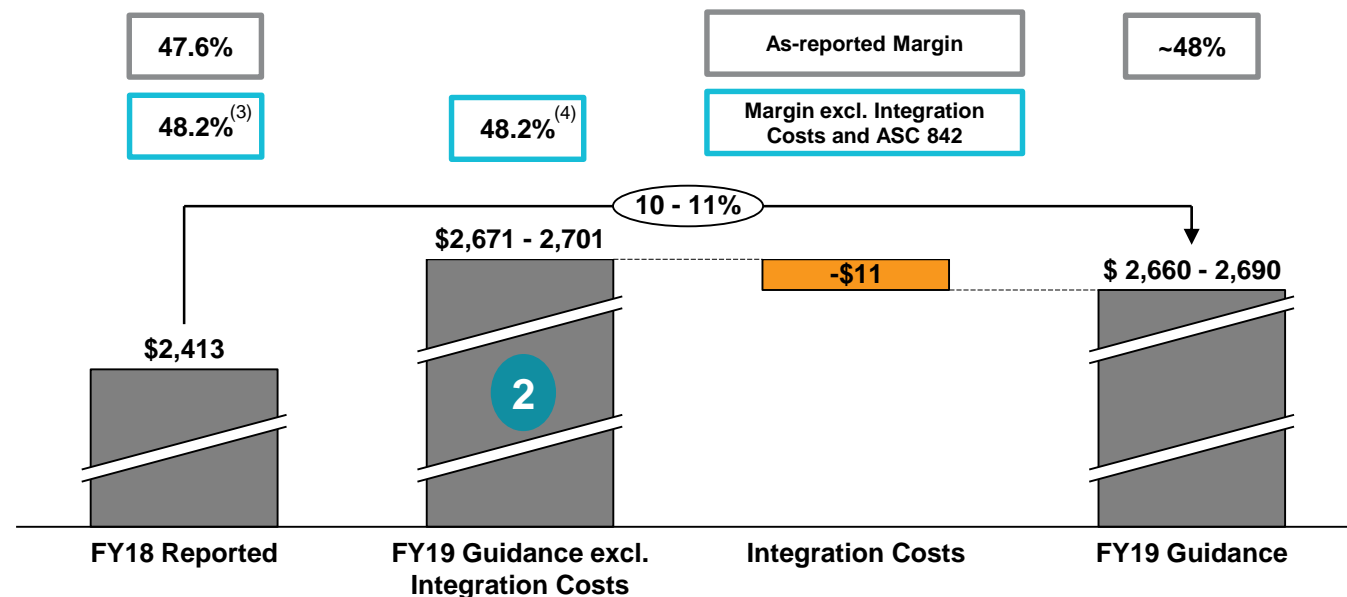 47.6%
As-reported Margin
~48%
48.2%(3)
48.2%(4)
Margin excl. Integration
Costs and ASC 842
10 - 11%
$2,671 - 2,701
-$11
$ 2,660 - 2,690
$2,413
2
FY18 Reported
FY19 Guidance excl.
Integration Costs
Integration Costs
FY19 Guidance